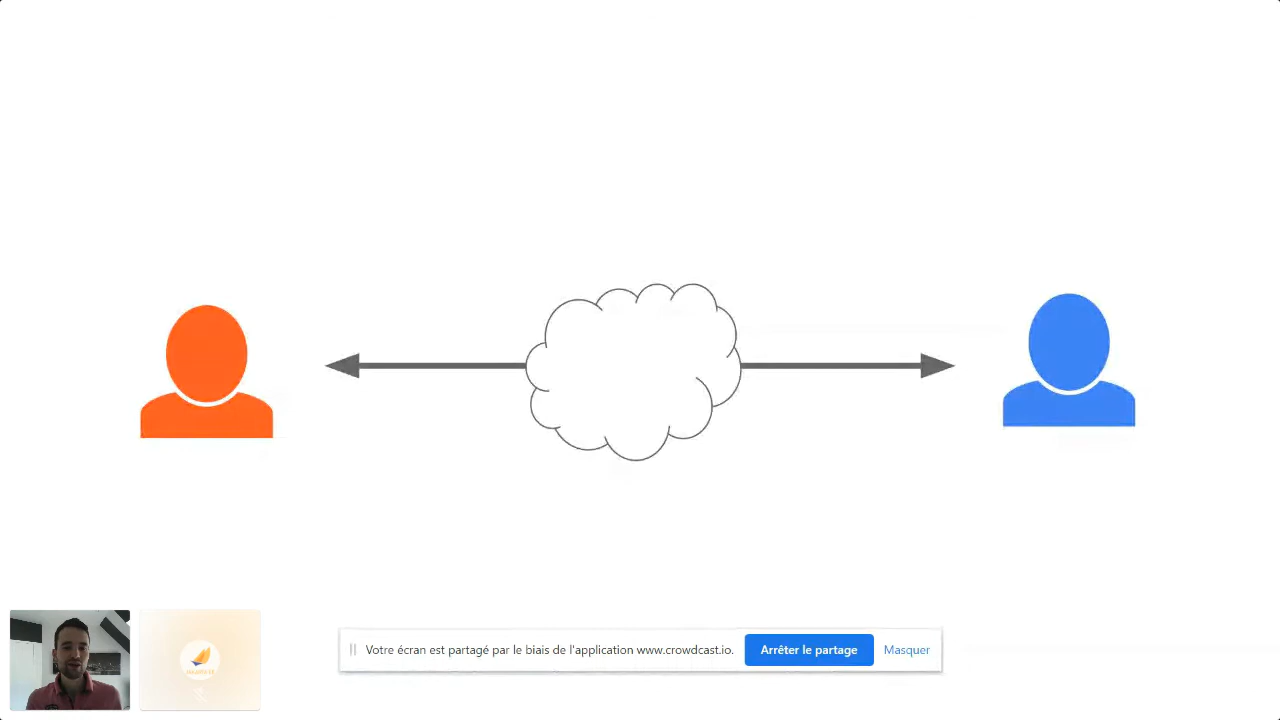 Votre écran est partagé par le biais de l'application www.crowdcast.io.
Arrêter le partage
Masquer